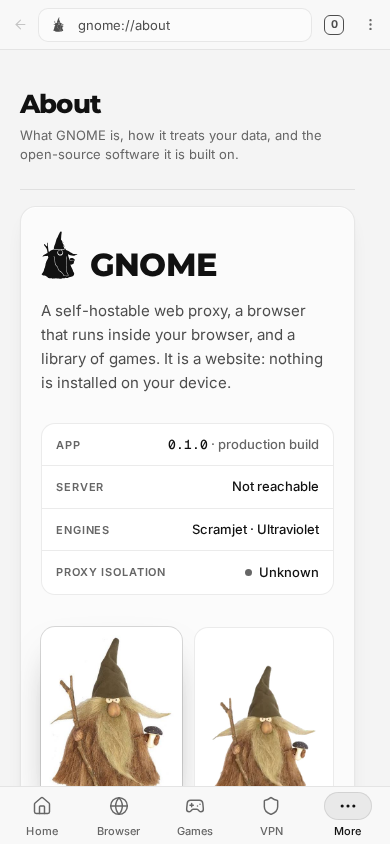 gnome://about
0
About
What GNOME is, how it treats your data, and the
open-source software it is built on.
GNOME
A self-hostable web proxy, a browser
that runs inside your browser, and a
library of games. It is a website: nothing
is installed on your device.
APP 0.1.0 · production build
SERVER Not reachable
ENGINES Scramjet · Ultraviolet
PROXY ISOLATION Unknown
Home Browser Games VPN More